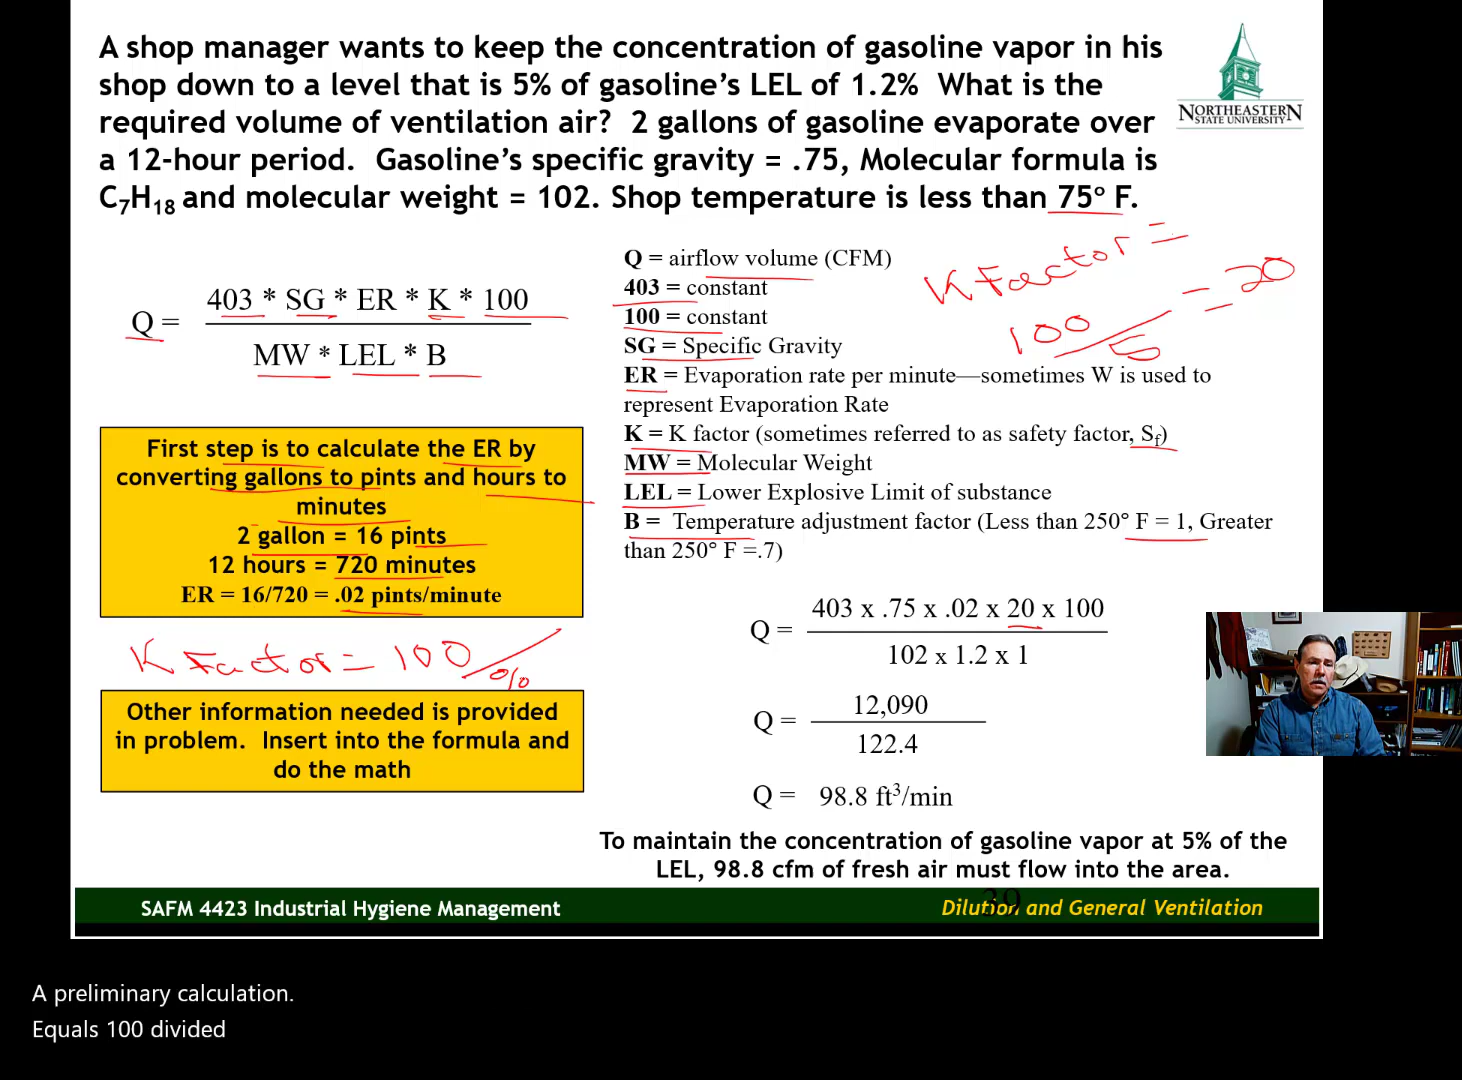 A shop manager wants to keep the concentration of gasoline vapor in his
shop down to a level that is 5% of gasoline's LEL of 1.2% What is the
required volume of ventilation air? 2 gallons of gasoline evaporate over
a 12-hour period. Gasoline's specific gravity = .75, Molecular formula is
C₇H₁₈ and molecular weight = 102. Shop temperature is less than 75° F.
NORTHEASTERN
STATE UNIVERSITY
Q = 403 * SG * ER * K * 100
MW * LEL * B
Q = airflow volume (CFM)
403 = constant
100 = constant
SG = Specific Gravity
ER = Evaporation rate per minute—sometimes W is used to
represent Evaporation Rate
K = K factor (sometimes referred to as safety factor, Sf)
MW = Molecular Weight
LEL = Lower Explosive Limit of substance
B = Temperature adjustment factor (Less than 250° F = 1, Greater
than 250° F =.7)
K Factor =
100/5 = 20
First step is to calculate the ER by
converting gallons to pints and hours to
minutes
2 gallon = 16 pints
12 hours = 720 minutes
ER = 16/720 = .02 pints/minute
K Factor = 100/%
Other information needed is provided
in problem. Insert into the formula and
do the math
Q = 403 x .75 x .02 x 20 x 100
102 x 1.2 x 1
Q = 12,090
122.4
Q = 98.8 ft³/min
To maintain the concentration of gasoline vapor at 5% of the
LEL, 98.8 cfm of fresh air must flow into the area.
SAFM 4423 Industrial Hygiene Management
39
Dilution and General Ventilation
A preliminary calculation.
Equals 100 divided